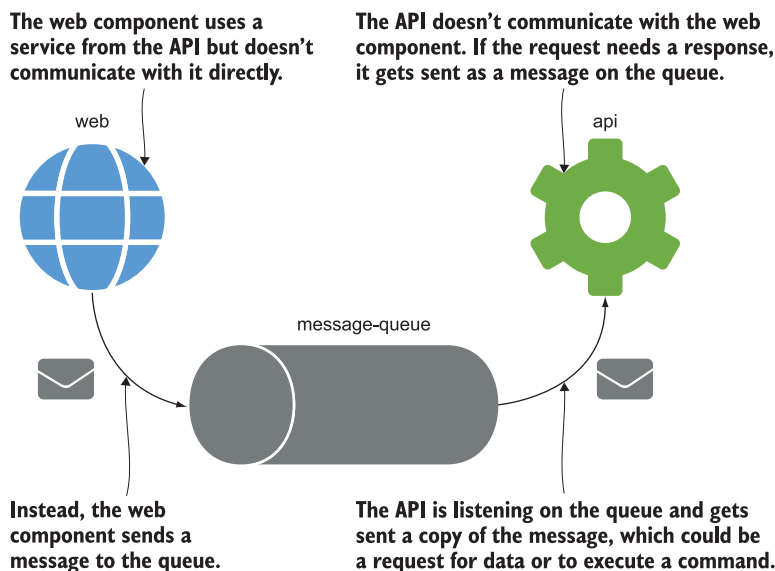 The web component uses a
service from the API but doesn't
communicate with it directly.
The API doesn't communicate with the web
component. If the request needs a response,
it gets sent as a message on the queue.
web
api
message-queue
Instead, the web
component sends a
message to the queue.
The API is listening on the queue and gets
sent a copy of the message, which could be
a request for data or to execute a command.